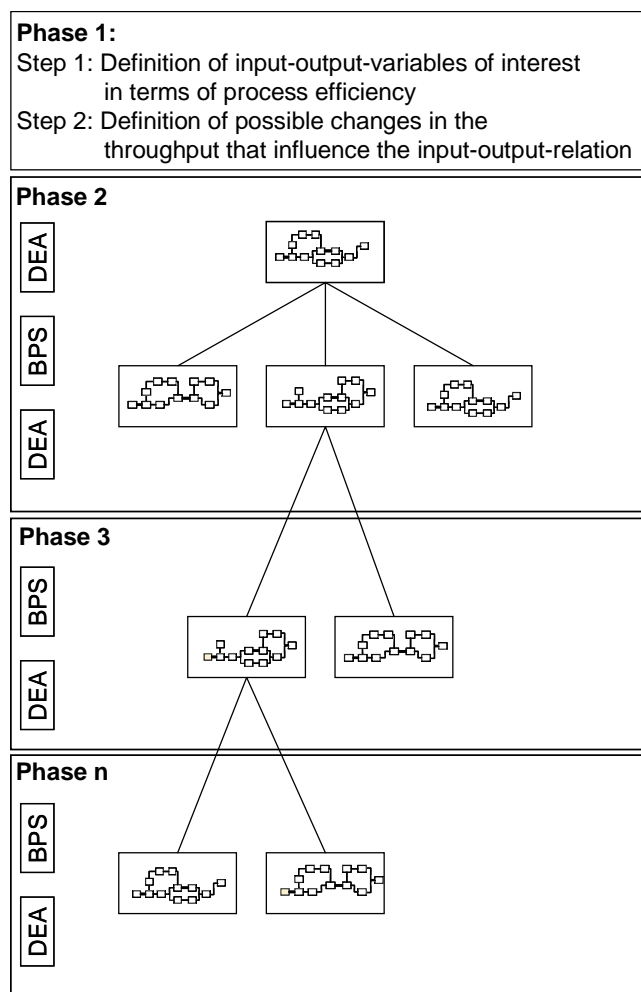 Phase 1:
Step 1: Definition of input-output-variables of interest
in terms of process efficiency
Step 2: Definition of possible changes in the
throughput that influence the input-output-relation
Phase 2
DEA
BPS
DEA
Phase 3
BPS
DEA
Phase n
BPS
DEA